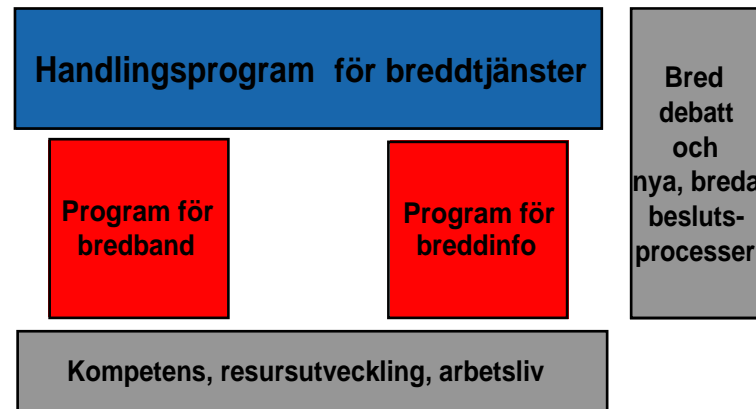 Handlingsprogram för breddtjänster
Bred
debatt
och
nya, breda
besluts-
processer
Program för
bredband
Program för
breddinfo
Kompetens, resursutveckling, arbetsliv